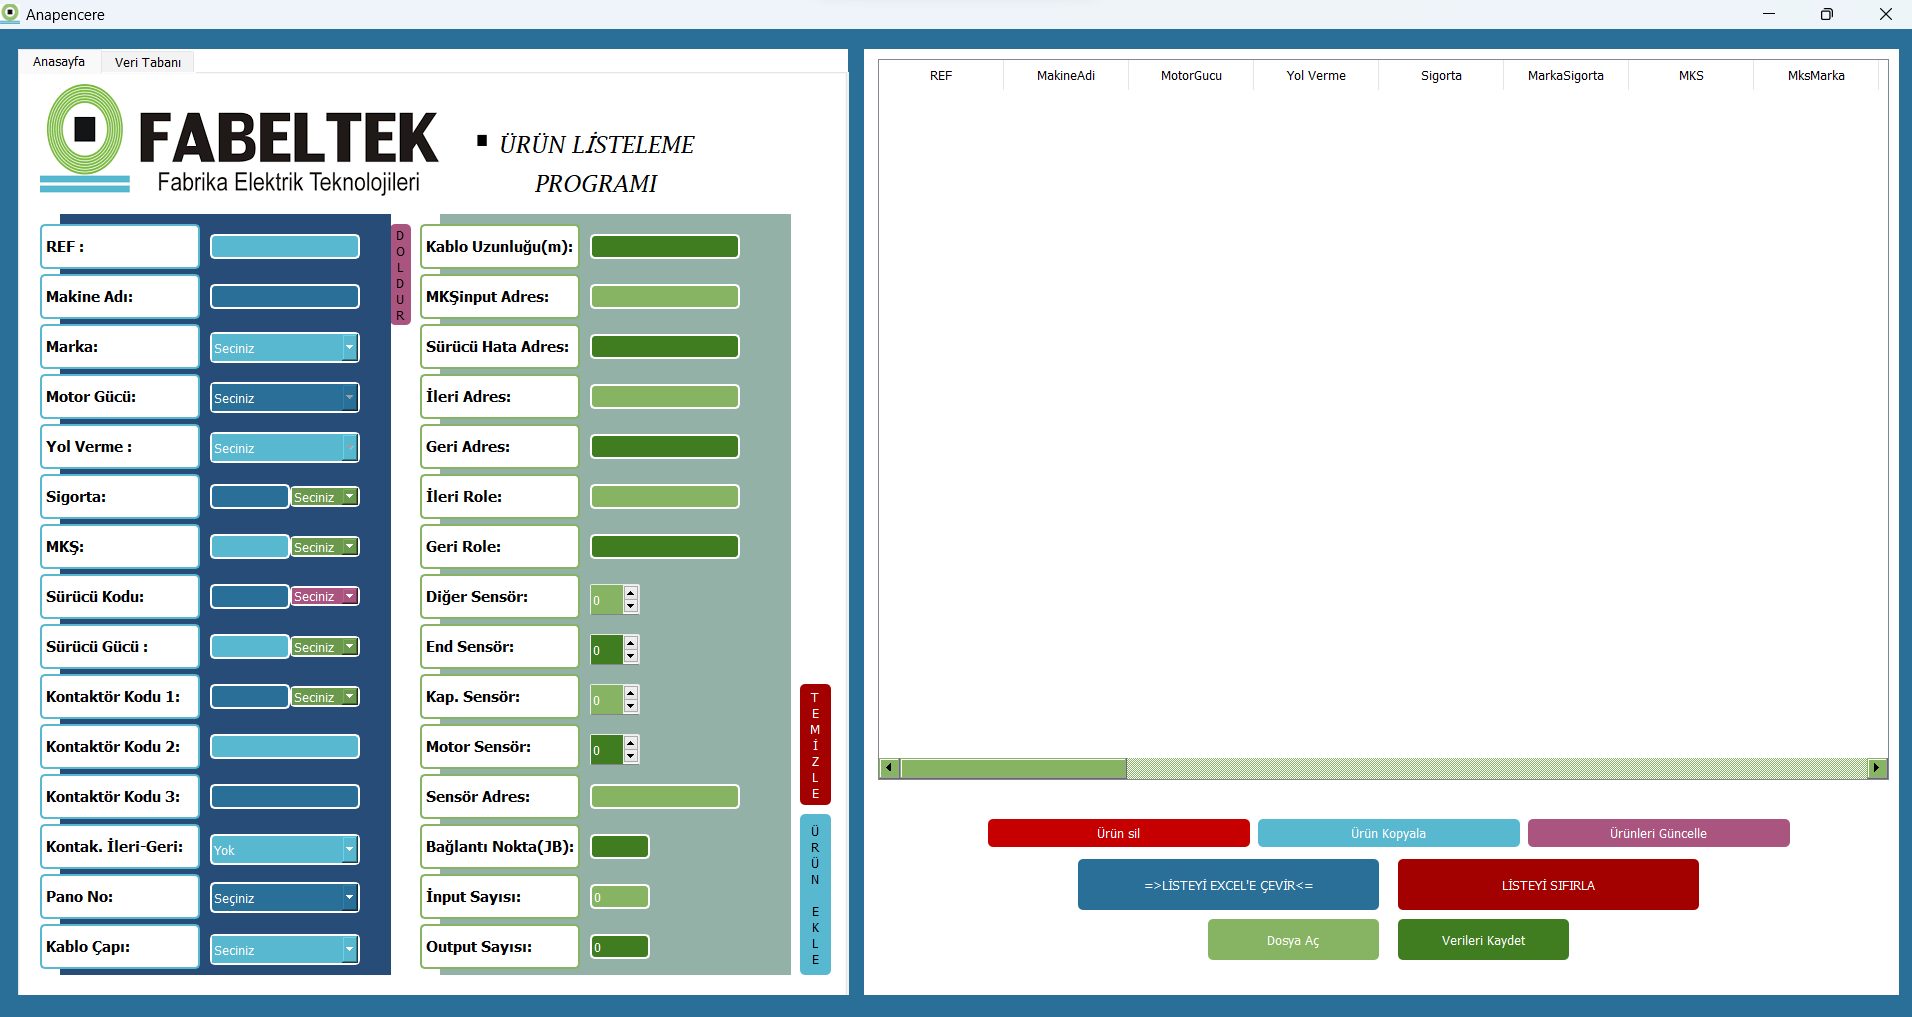 Anapencere
Anasayfa
Veri Tabanı
FABELTEK
Fabrika Elektrik Teknolojileri
ÜRÜN LİSTELEME
PROGRAMI
REF :
Makine Adı:
Marka:
Seciniz
Motor Gücü:
Seciniz
Yol Verme :
Seciniz
Sigorta:
Seciniz
MKŞ:
Seciniz
Sürücü Kodu:
Seciniz
Sürücü Gücü :
Seciniz
Kontaktör Kodu 1:
Seciniz
Kontaktör Kodu 2:
Kontaktör Kodu 3:
Kontak. İleri-Geri:
Yok
Pano No:
Seçiniz
Kablo Çapı:
Seciniz
DOLDUR
Kablo Uzunluğu(m):
MKŞinput Adres:
Sürücü Hata Adres:
İleri Adres:
Geri Adres:
İleri Role:
Geri Role:
Diğer Sensör:
0
End Sensör:
0
Kap. Sensör:
0
Motor Sensör:
0
Sensör Adres:
Bağlantı Nokta(JB):
İnput Sayısı:
0
Output Sayısı:
0
TEMİZLE
ÜRÜN EKLE
REF MakineAdi MotorGucu Yol Verme Sigorta MarkaSigorta MKS MksMarka
Ürün sil
Ürün Kopyala
Ürünleri Güncelle
=>LİSTEYİ EXCEL'E ÇEVİR<=
LİSTEYİ SIFIRLA
Dosya Aç
Verileri Kaydet